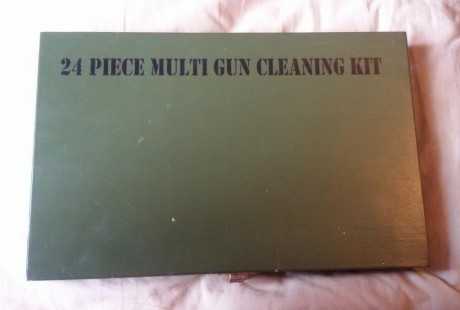 24 PIECE MULTI GUN CLEANING KIT